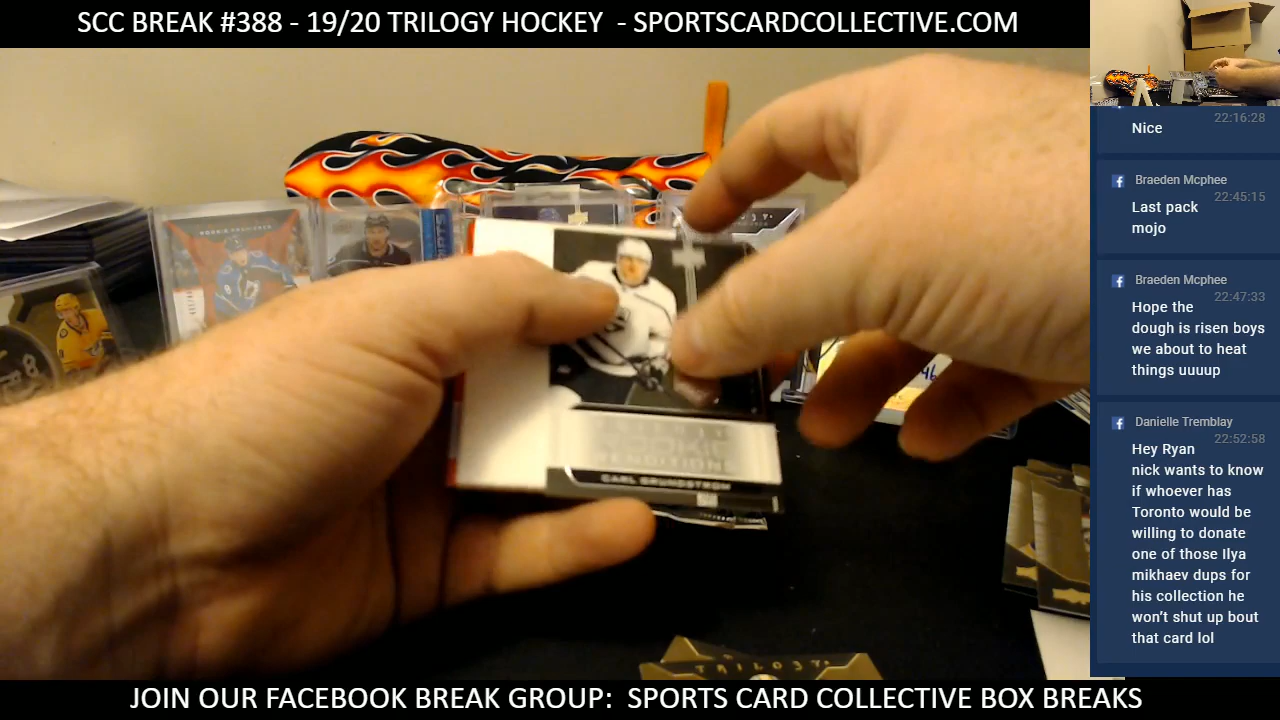 SCC BREAK #388 - 19/20 TRILOGY HOCKEY - SPORTSCARDCOLLECTIVE.COM
22:16:28
Nice
Braeden Mcphee
22:45:15
Last pack
mojo
Braeden Mcphee
22:47:33
Hope the
dough is risen boys
we about to heat
things uuuup
Danielle Tremblay
22:52:58
Hey Ryan
nick wants to know
if whoever has
Toronto would be
willing to donate
one of those Ilya
mikhaev dups for
his collection he
won't shut up bout
that card lol
CARL GRUNDSTROM
TRILOGY
JOIN OUR FACEBOOK BREAK GROUP: SPORTS CARD COLLECTIVE BOX BREAKS